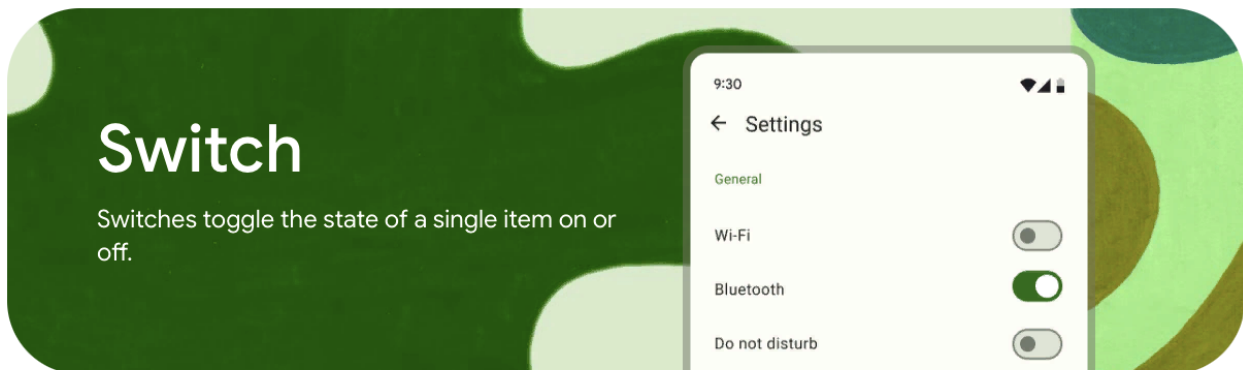 Switch
Switches toggle the state of a single item on or
off.
9:30
Settings
General
Wi-Fi
Bluetooth
Do not disturb